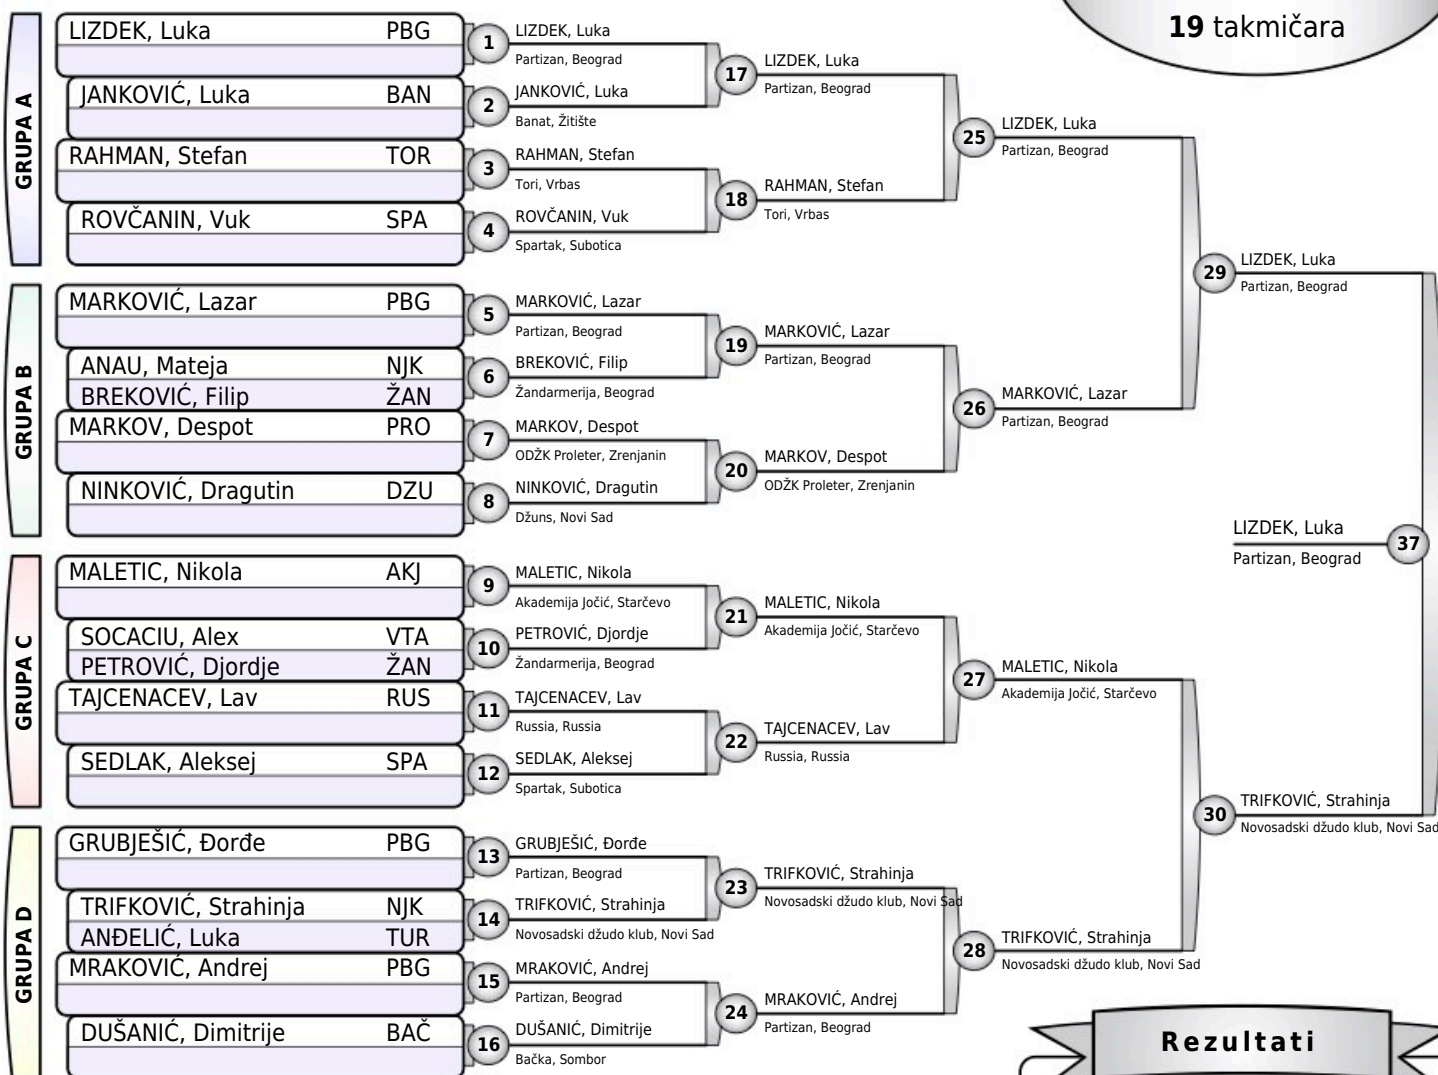 19 takmičara
GRUPA A
LIZDEK, Luka PBG
JANKOVIĆ, Luka BAN
RAHMAN, Stefan TOR
ROVČANIN, Vuk SPA
GRUPA B
MARKOVIĆ, Lazar PBG
ANAU, Mateja NJK
BREKOVIĆ, Filip ŽAN
MARKOV, Despot PRO
NINKOVIĆ, Dragutin DZU
GRUPA C
MALETIC, Nikola AKJ
SOCACIU, Alex VTA
PETROVIĆ, Djordje ŽAN
TAJCENACEV, Lav RUS
SEDLAK, Aleksej SPA
GRUPA D
GRUBJEŠIĆ, Đorđe PBG
TRIFKOVIĆ, Strahinja NJK
ANĐELIĆ, Luka TUR
MRAKOVIĆ, Andrej PBG
DUŠANIĆ, Dimitrije BAČ
1 LIZDEK, Luka
Partizan, Beograd
2 JANKOVIĆ, Luka
Banat, Žitište
3 RAHMAN, Stefan
Tori, Vrbas
4 ROVČANIN, Vuk
Spartak, Subotica
5 MARKOVIĆ, Lazar
Partizan, Beograd
6 BREKOVIĆ, Filip
Žandarmerija, Beograd
7 MARKOV, Despot
ODŽK Proleter, Zrenjanin
8 NINKOVIĆ, Dragutin
Džuns, Novi Sad
9 MALETIC, Nikola
Akademija Jočić, Starčevo
10 PETROVIĆ, Djordje
Žandarmerija, Beograd
11 TAJCENACEV, Lav
Russia, Russia
12 SEDLAK, Aleksej
Spartak, Subotica
13 GRUBJEŠIĆ, Đorđe
Partizan, Beograd
14 TRIFKOVIĆ, Strahinja
Novosadski džudo klub, Novi Sad
15 MRAKOVIĆ, Andrej
Partizan, Beograd
16 DUŠANIĆ, Dimitrije
Bačka, Sombor
17 LIZDEK, Luka
Partizan, Beograd
18 RAHMAN, Stefan
Tori, Vrbas
19 MARKOVIĆ, Lazar
Partizan, Beograd
20 MARKOV, Despot
ODŽK Proleter, Zrenjanin
21 MALETIC, Nikola
Akademija Jočić, Starčevo
22 TAJCENACEV, Lav
Russia, Russia
23 TRIFKOVIĆ, Strahinja
Novosadski džudo klub, Novi Sad
24 MRAKOVIĆ, Andrej
Partizan, Beograd
25 LIZDEK, Luka
Partizan, Beograd
26 MARKOVIĆ, Lazar
Partizan, Beograd
27 MALETIC, Nikola
Akademija Jočić, Starčevo
28 TRIFKOVIĆ, Strahinja
Novosadski džudo klub, Novi Sad
29 LIZDEK, Luka
Partizan, Beograd
30 TRIFKOVIĆ, Strahinja
Novosadski džudo klub, Novi Sad
LIZDEK, Luka 37
Partizan, Beograd
Rezultati